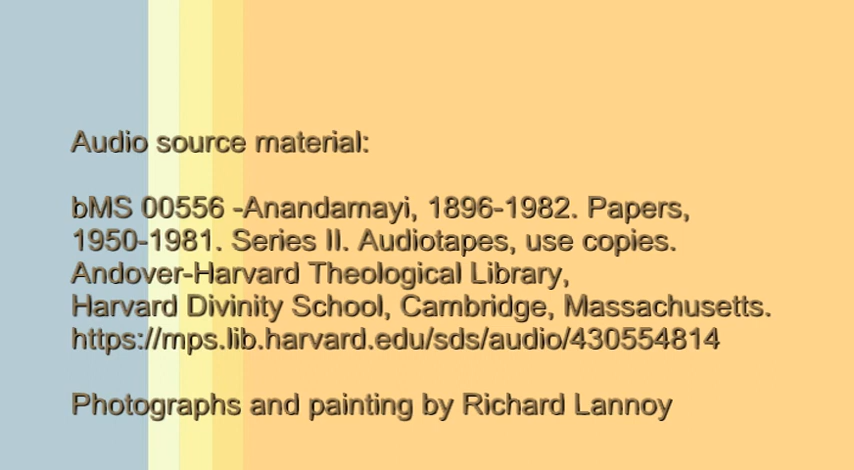 Audio source material:
bMS 00556 -Anandamayi, 1896-1982. Papers,
1950-1981. Series II. Audiotapes, use copies.
Andover-Harvard Theological Library,
Harvard Divinity School, Cambridge, Massachusetts.
https://mps.lib.harvard.edu/sds/audio/430554814
Photographs and painting by Richard Lannoy